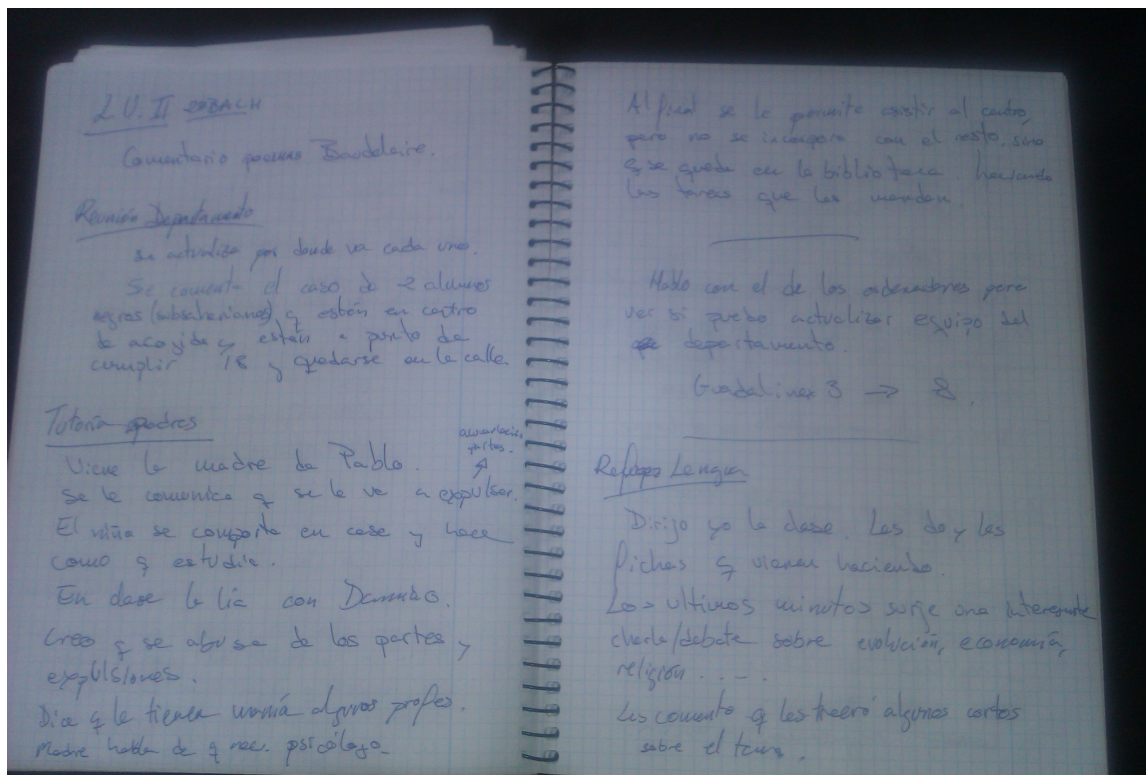 L.U. II 2ºBACH
Comentario poemas Baudelaire.
Reunión Departamento
se actualiza por donde va cada uno.
Se comenta el caso de 2 alumnos
negros (subsaharianos) q están en centro
de acogida y están a punto de
cumplir 18 y quedarse en la calle.
Tutoría padres
Viene la madre de Pablo.
acumulación
partes.
Se le comunica q se le va a expulsar.
El niño se comporta en casa y hace
como q estudia.
En clase la lía con
Creo q se abusa de los partes y
expulsiones.
Dice q le tienen manía algunos profes.
Madre habla de q nec. psicólogo.
Al final se le permite asistir al centro,
pero no se incorpora con el resto, sino
q se queda en la biblioteca haciendo
las tareas que les mandan.
Hablo con el de los ordenadores para
ver si puedo actualizar equipo del
departamento.
Guadalinex 3 → 8.
Refuerzo Lengua
Dirijo yo la clase. Les doy las
fichas q vienen haciendo.
Los ultimos minutos surje una interesante
charla/debate sobre evolución, economía,
religión . . . .
Les comento q les traeré algunos cortos
sobre el tema.